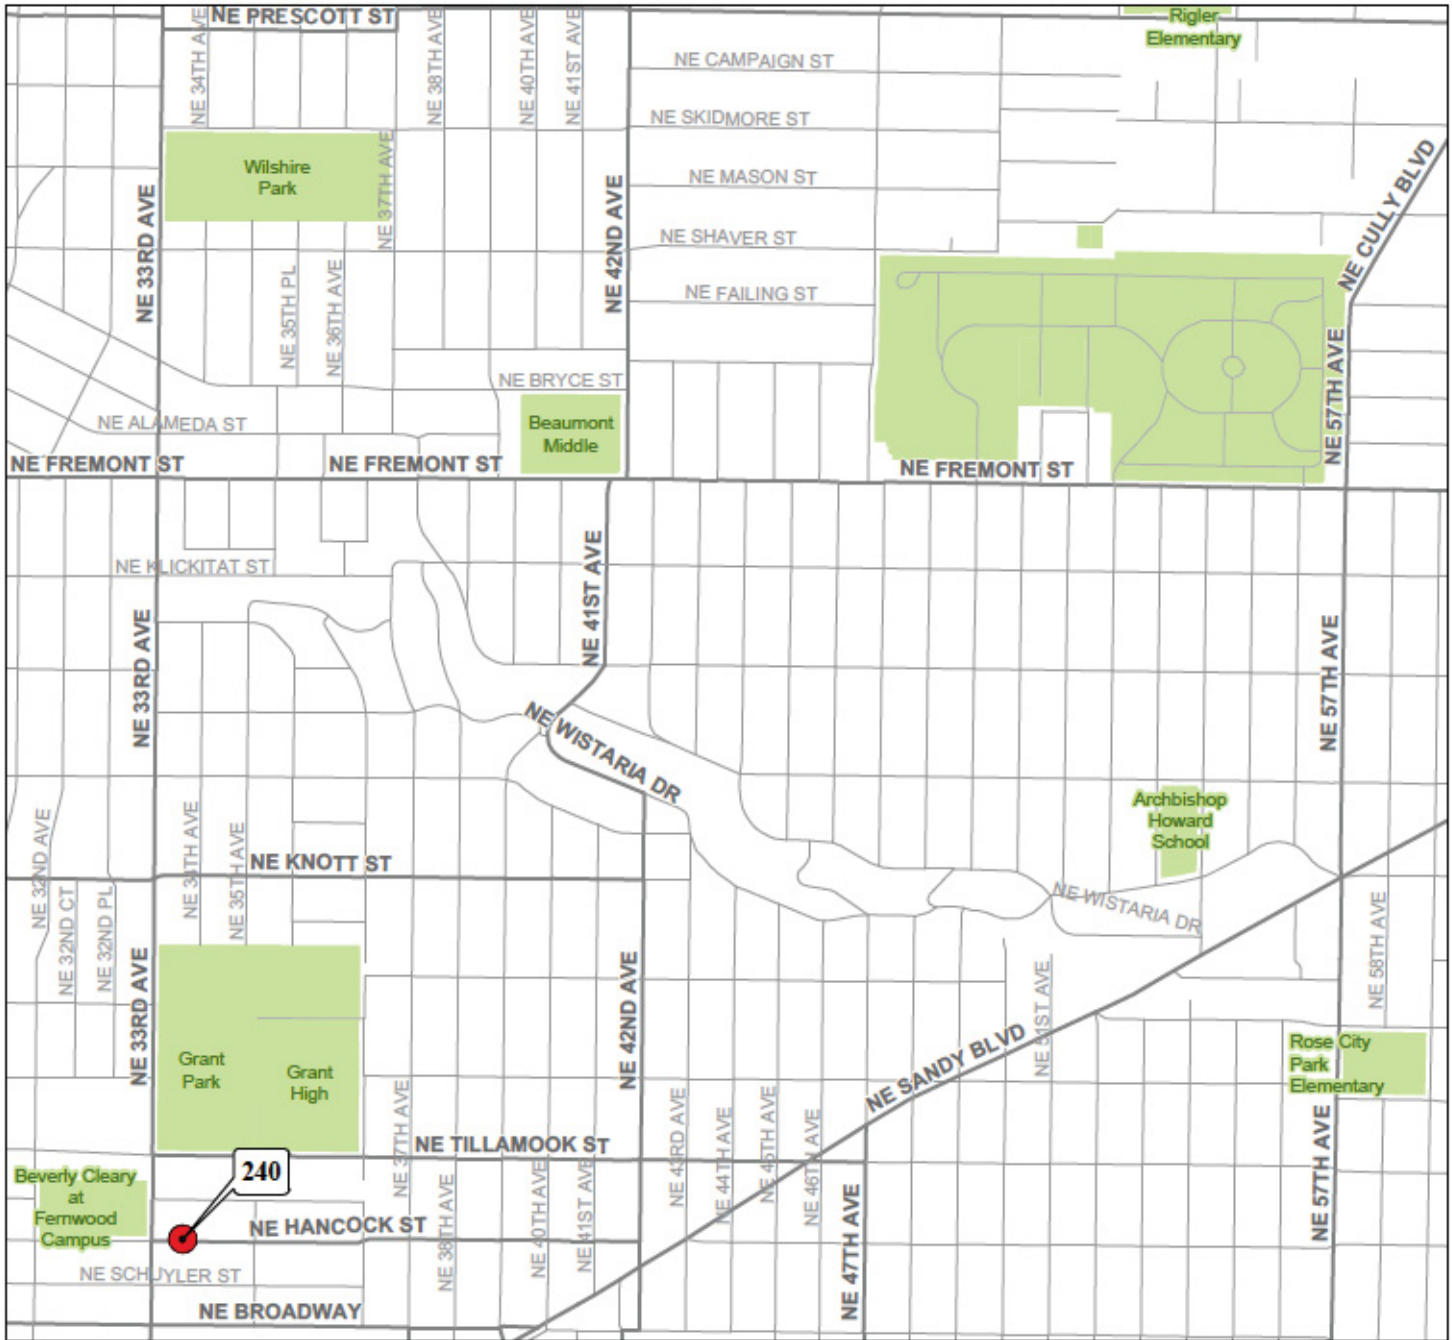 NE PRESCOTT ST
Rigler
Elementary
NE 34TH AVE
NE 38TH AVE
NE 40TH AVE
NE 41ST AVE
NE CAMPAIGN ST
NE SKIDMORE ST
Wilshire
Park
NE 37TH AVE
NE MASON ST
NE CULLY BLVD
NE 33RD AVE
NE 42ND AVE
NE SHAVER ST
NE 35TH PL
NE 36TH AVE
NE FAILING ST
NE 57TH AVE
NE BRYCE ST
NE ALAMEDA ST
Beaumont
Middle
NE FREMONT ST
NE FREMONT ST
NE FREMONT ST
NE KLICKITAT ST
NE 41ST AVE
NE 33RD AVE
NE 57TH AVE
NE WISTARIA DR
Archbishop
Howard
School
NE 32ND AVE
NE 34TH AVE
NE 35TH AVE
NE KNOTT ST
NE 32ND CT
NE 32ND PL
NE WISTARIA DR
NE 58TH AVE
NE 33RD AVE
NE 42ND AVE
NE 51ST AVE
Grant
Park
Grant
High
NE SANDY BLVD
Rose City
Park
Elementary
NE 37TH AVE
NE TILLAMOOK ST
NE 43RD AVE
NE 44TH AVE
NE 45TH AVE
NE 46TH AVE
NE 57TH AVE
Beverly Cleary
at
Fernwood
Campus
240
NE HANCOCK ST
NE 38TH AVE
NE 40TH AVE
NE 41ST AVE
NE 47TH AVE
NE SCHUYLER ST
NE BROADWAY